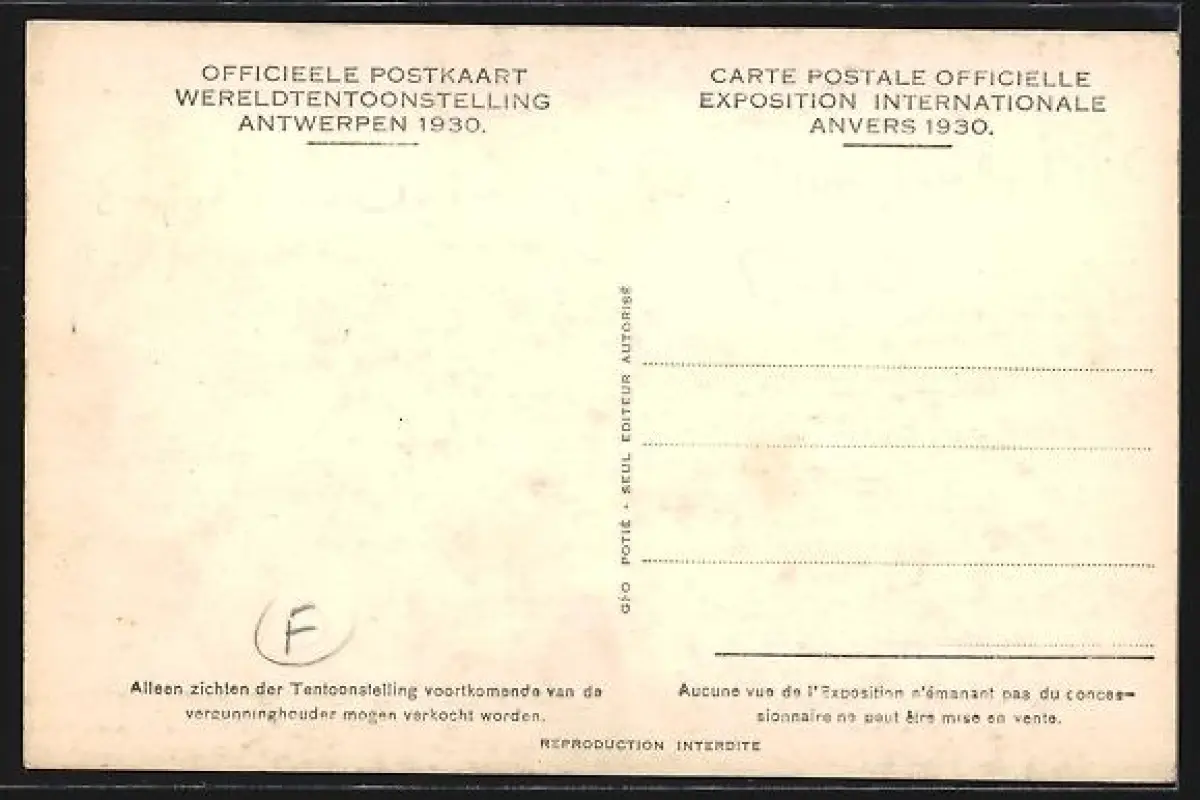 OFFICIEELE POSTKAART
WERELDTENTOONSTELLING
ANTWERPEN 1930.
CARTE POSTALE OFFICIELLE
EXPOSITION INTERNATIONALE
ANVERS 1930.
GÉO POTIÉ - SEUL EDITEUR AUTORISÉ
F
Alleen zichten der Tentoonstelling voortkomende van de
vergunninghouder mogen verkocht worden.
Aucune vue de l'Exposition n'émanant pas du conces-
sionnaire ne peut être mise en vente.
REPRODUCTION INTERDITE